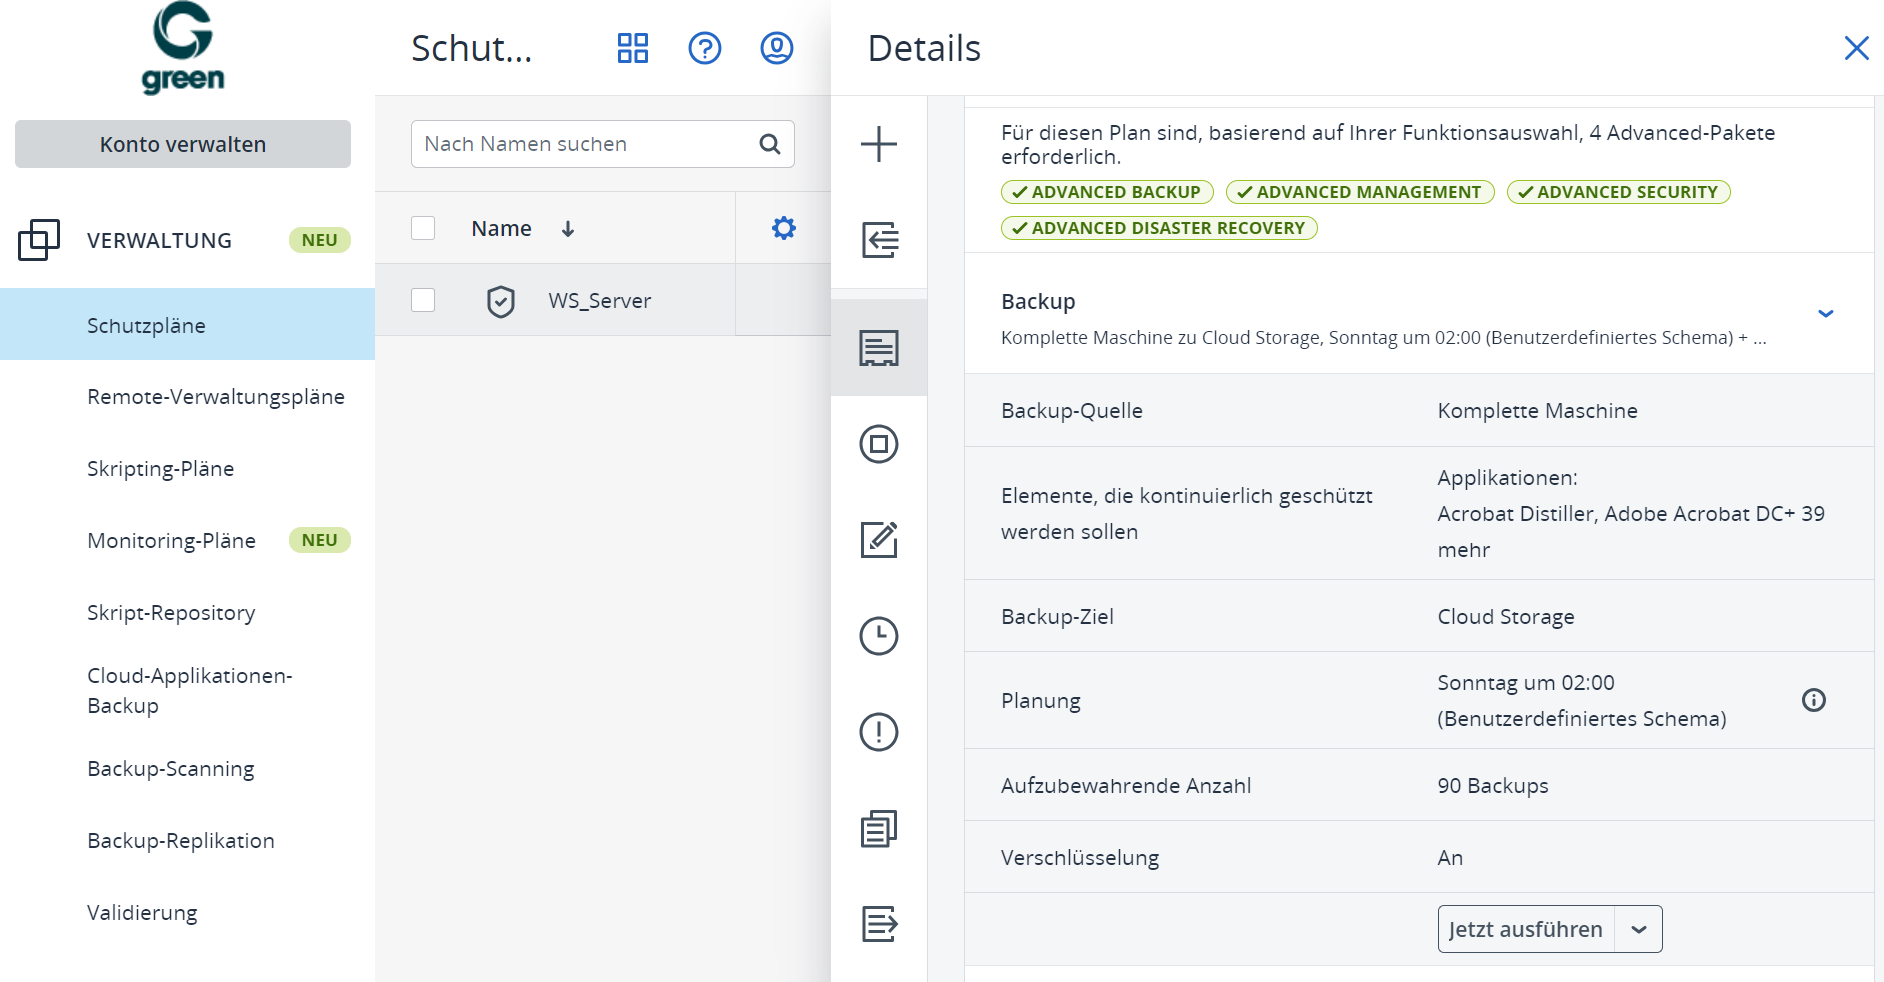 green
Konto verwalten
VERWALTUNG NEU
Schutzpläne
Remote-Verwaltungspläne
Skripting-Pläne
Monitoring-Pläne NEU
Skript-Repository
Cloud-Applikationen-
Backup
Backup-Scanning
Backup-Replikation
Validierung
Schut...
Nach Namen suchen
Name
WS_Server
Details
Für diesen Plan sind, basierend auf Ihrer Funktionsauswahl, 4 Advanced-Pakete
erforderlich.
ADVANCED BACKUP ADVANCED MANAGEMENT ADVANCED SECURITY
ADVANCED DISASTER RECOVERY
Backup
Komplette Maschine zu Cloud Storage, Sonntag um 02:00 (Benutzerdefiniertes Schema) + ...
Backup-Quelle Komplette Maschine
Elemente, die kontinuierlich geschützt
werden sollen
Applikationen:
Acrobat Distiller, Adobe Acrobat DC+ 39
mehr
Backup-Ziel Cloud Storage
Planung
Sonntag um 02:00
(Benutzerdefiniertes Schema)
Aufzubewahrende Anzahl 90 Backups
Verschlüsselung An
Jetzt ausführen